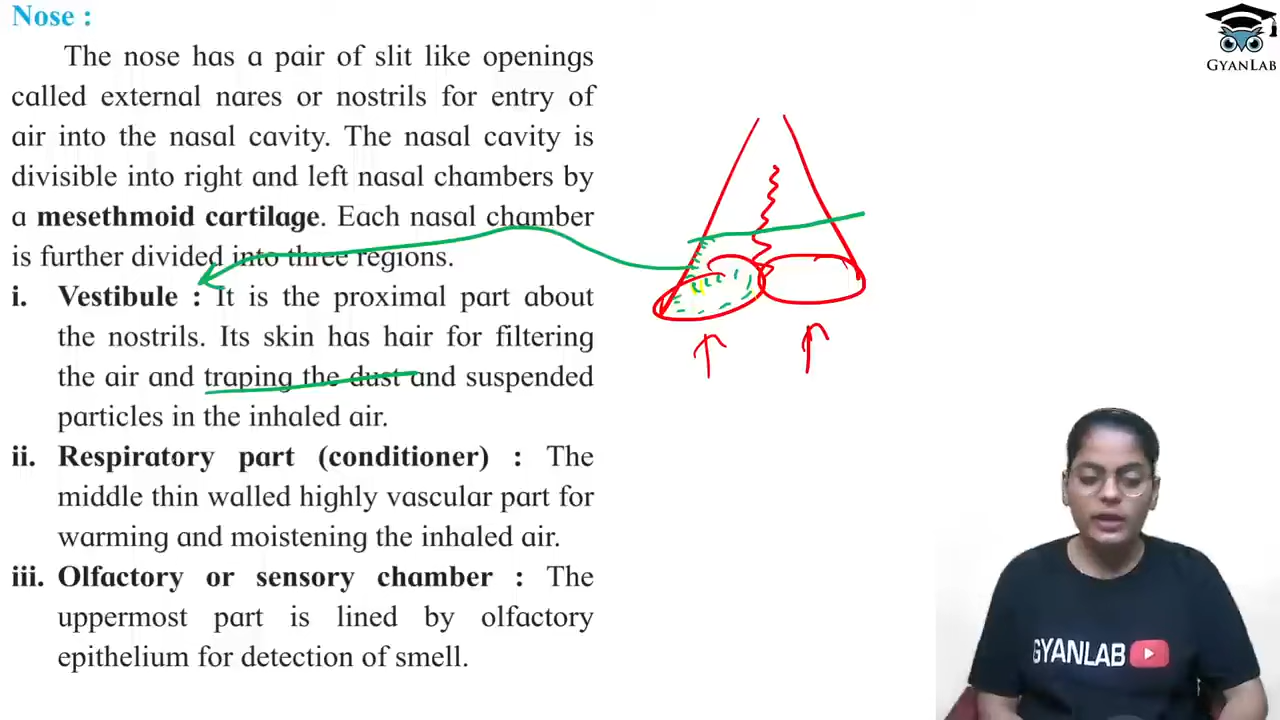 Nose :
The nose has a pair of slit like openings
called external nares or nostrils for entry of
air into the nasal cavity. The nasal cavity is
divisible into right and left nasal chambers by
a mesethmoid cartilage. Each nasal chamber
is further divided into three regions.
i. Vestibule : It is the proximal part about
the nostrils. Its skin has hair for filtering
the air and traping the dust and suspended
particles in the inhaled air.
ii. Respiratory part (conditioner) : The
middle thin walled highly vascular part for
warming and moistening the inhaled air.
iii. Olfactory or sensory chamber : The
uppermost part is lined by olfactory
epithelium for detection of smell.
GYANLAB
GYANLAB